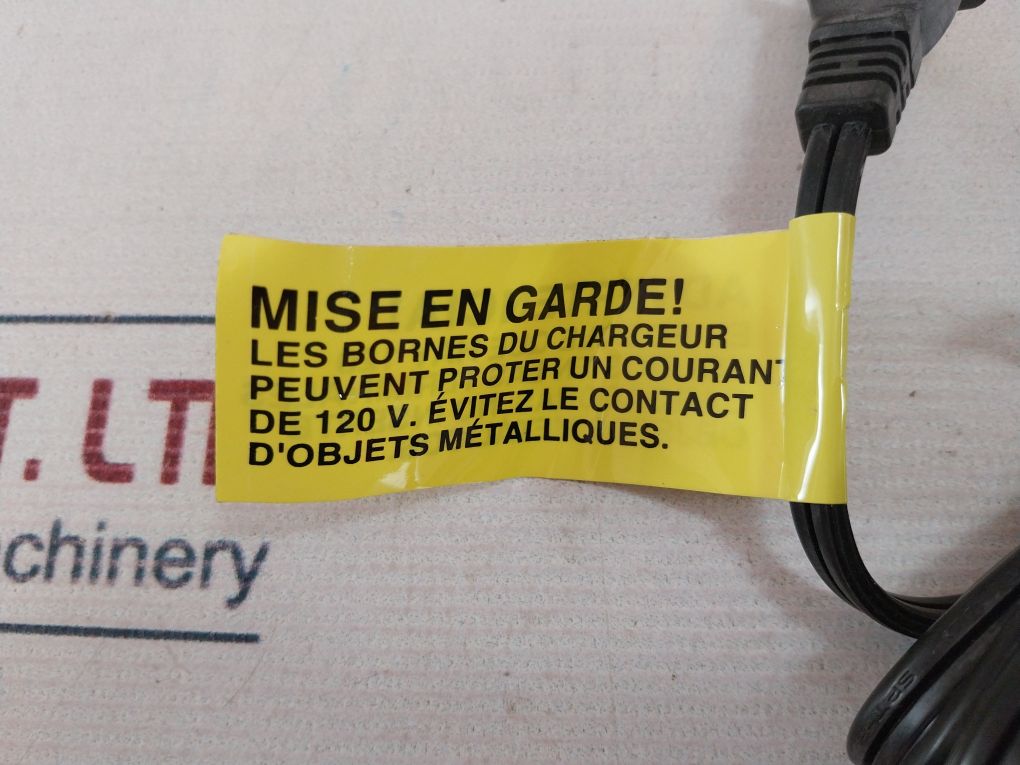 MISE EN GARDE!
LES BORNES DU CHARGEUR
PEUVENT PROTER UN COURANT
DE 120 V. ÉVITEZ LE CONTACT
D'OBJETS MÉTALLIQUES.
T. LT
achinery